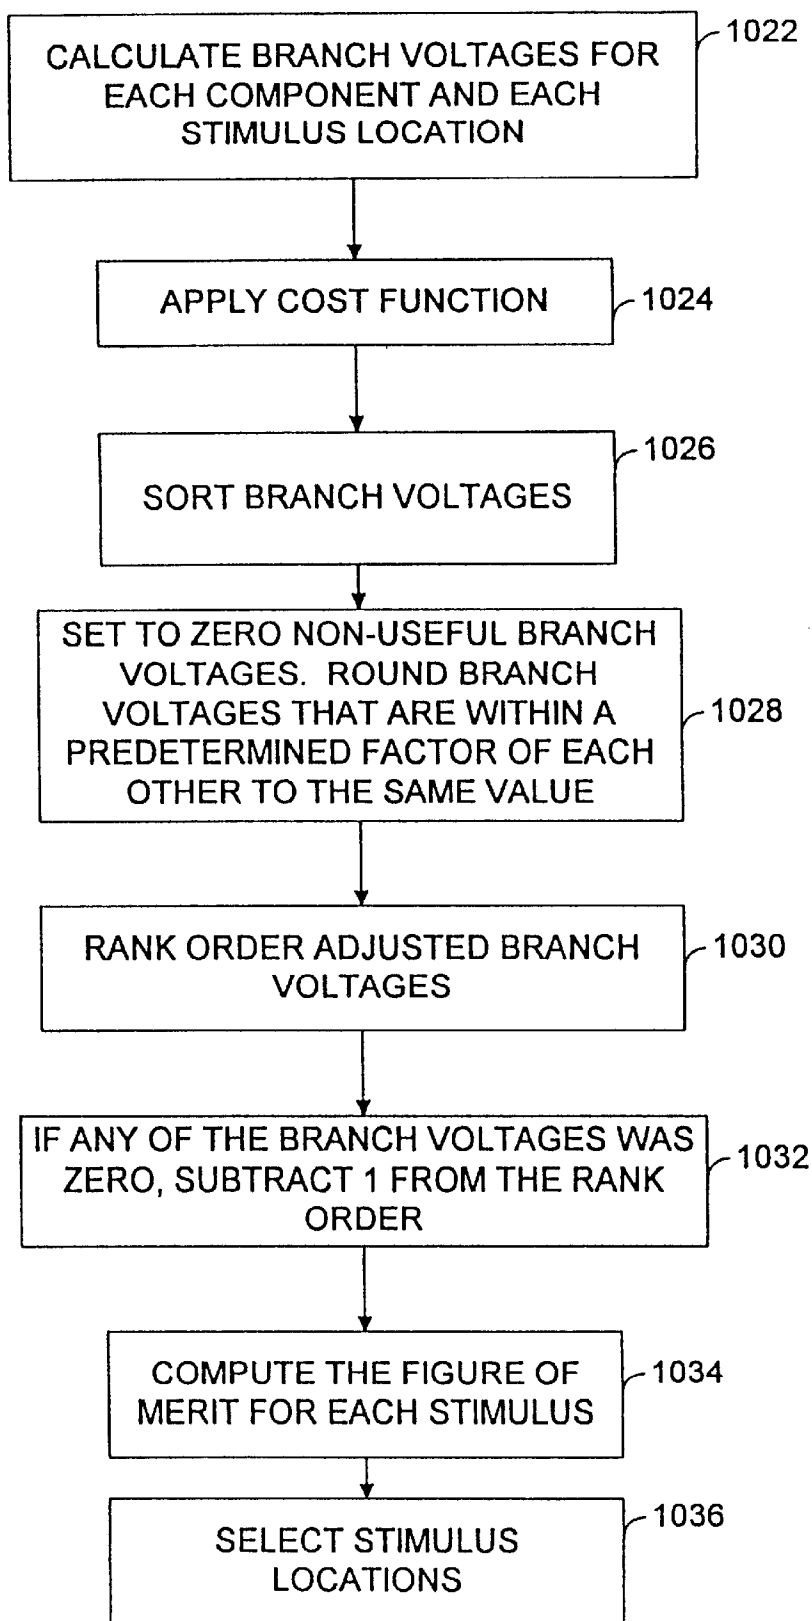 1022
CALCULATE BRANCH VOLTAGES FOR
EACH COMPONENT AND EACH
STIMULUS LOCATION
APPLY COST FUNCTION
1024
1026
SORT BRANCH VOLTAGES
SET TO ZERO NON-USEFUL BRANCH
VOLTAGES. ROUND BRANCH
VOLTAGES THAT ARE WITHIN A
PREDETERMINED FACTOR OF EACH
OTHER TO THE SAME VALUE
1028
RANK ORDER ADJUSTED BRANCH
VOLTAGES
1030
IF ANY OF THE BRANCH VOLTAGES WAS
ZERO, SUBTRACT 1 FROM THE RANK
ORDER
1032
COMPUTE THE FIGURE OF
MERIT FOR EACH STIMULUS
1034
1036
SELECT STIMULUS
LOCATIONS